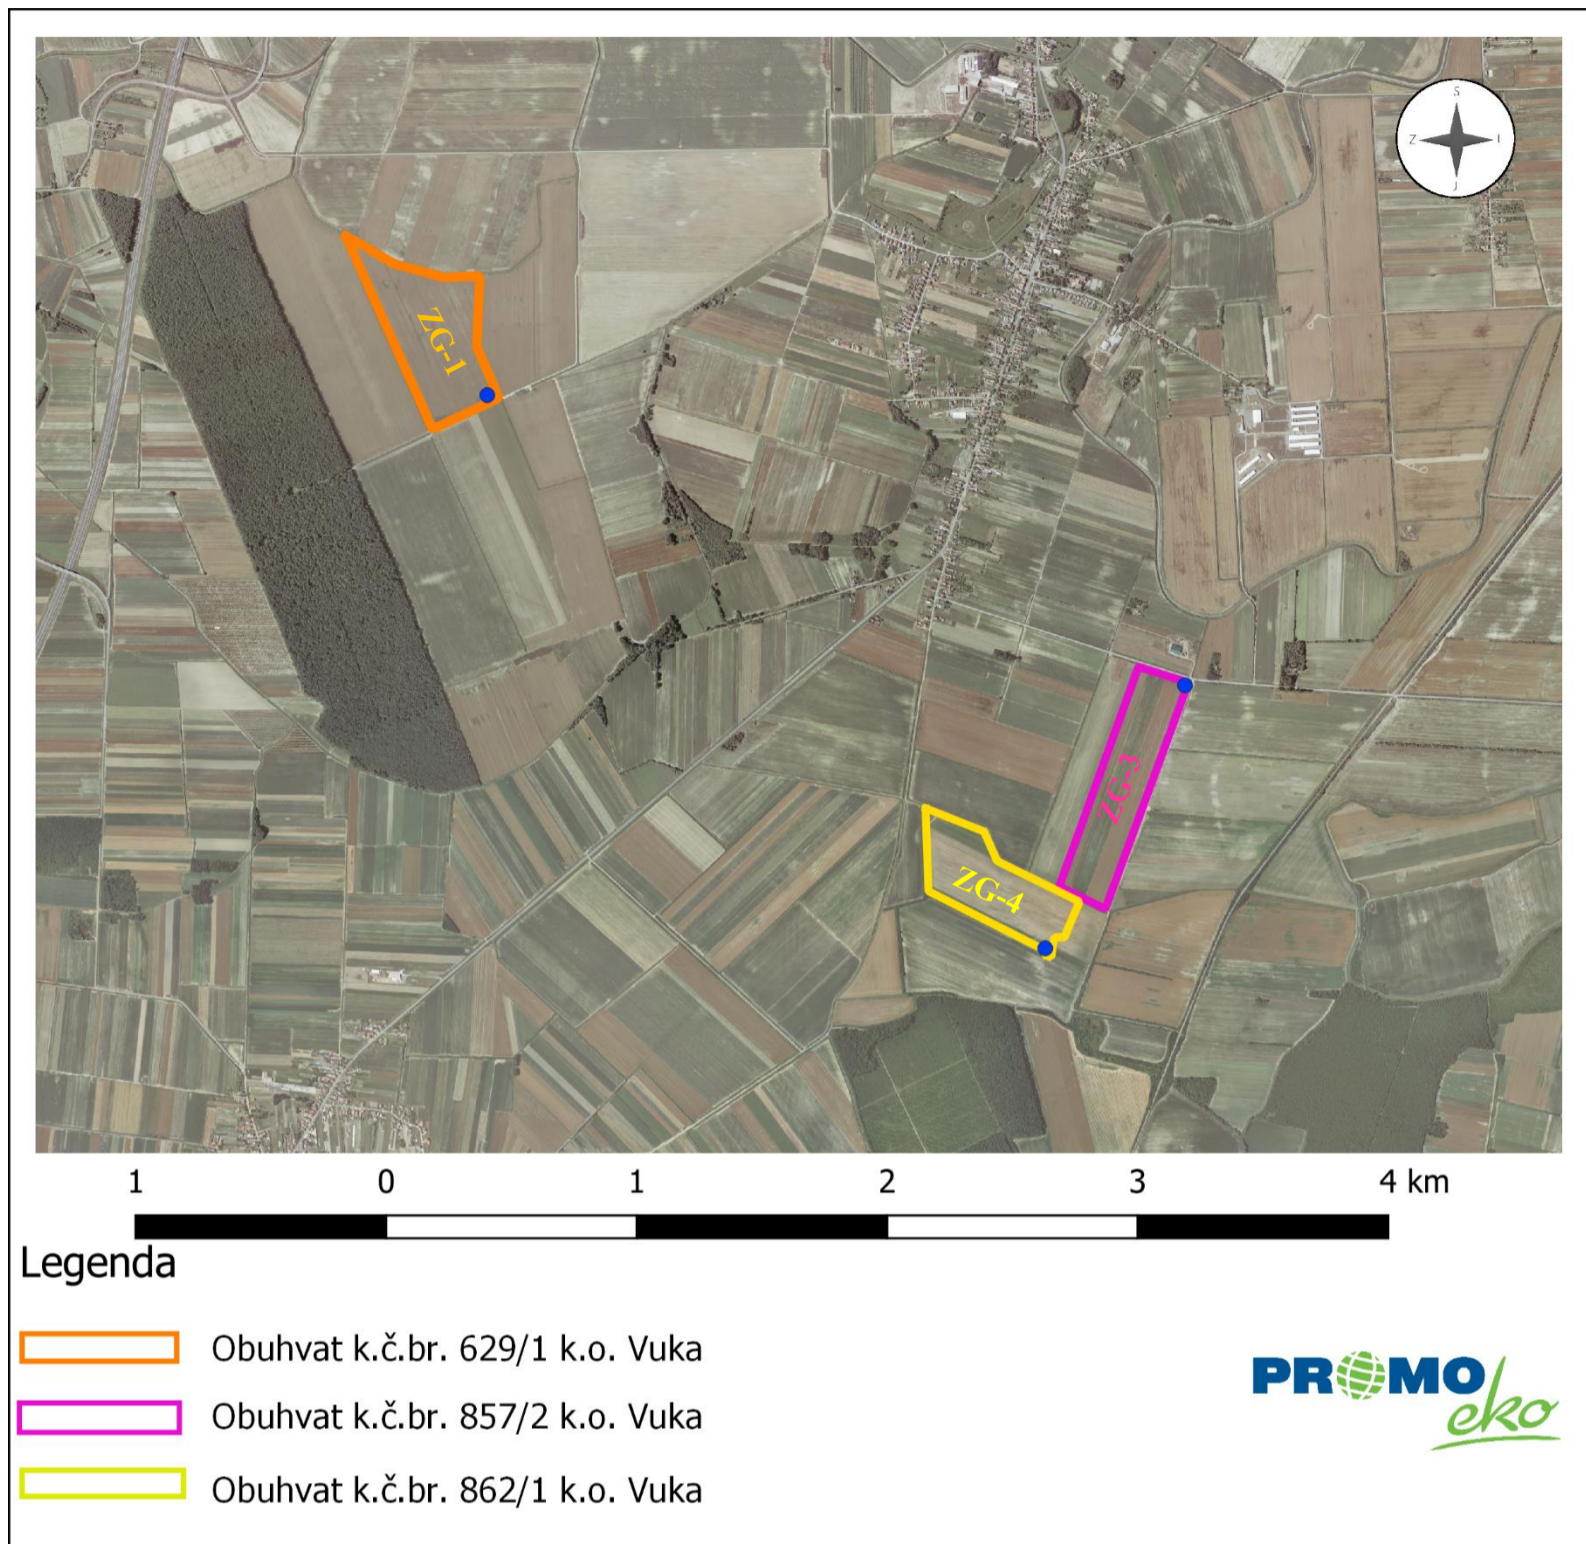 S
Z
I
J
ZG-1
ZG-3
ZG-4
1 0 1 2 3 4 km
Legenda
Obuhvat k.č.br. 629/1 k.o. Vuka
Obuhvat k.č.br. 857/2 k.o. Vuka
Obuhvat k.č.br. 862/1 k.o. Vuka
PROMO
eko